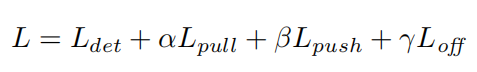 L = L_{det} + αL_{pull} + βL_{push} + γL_{off}